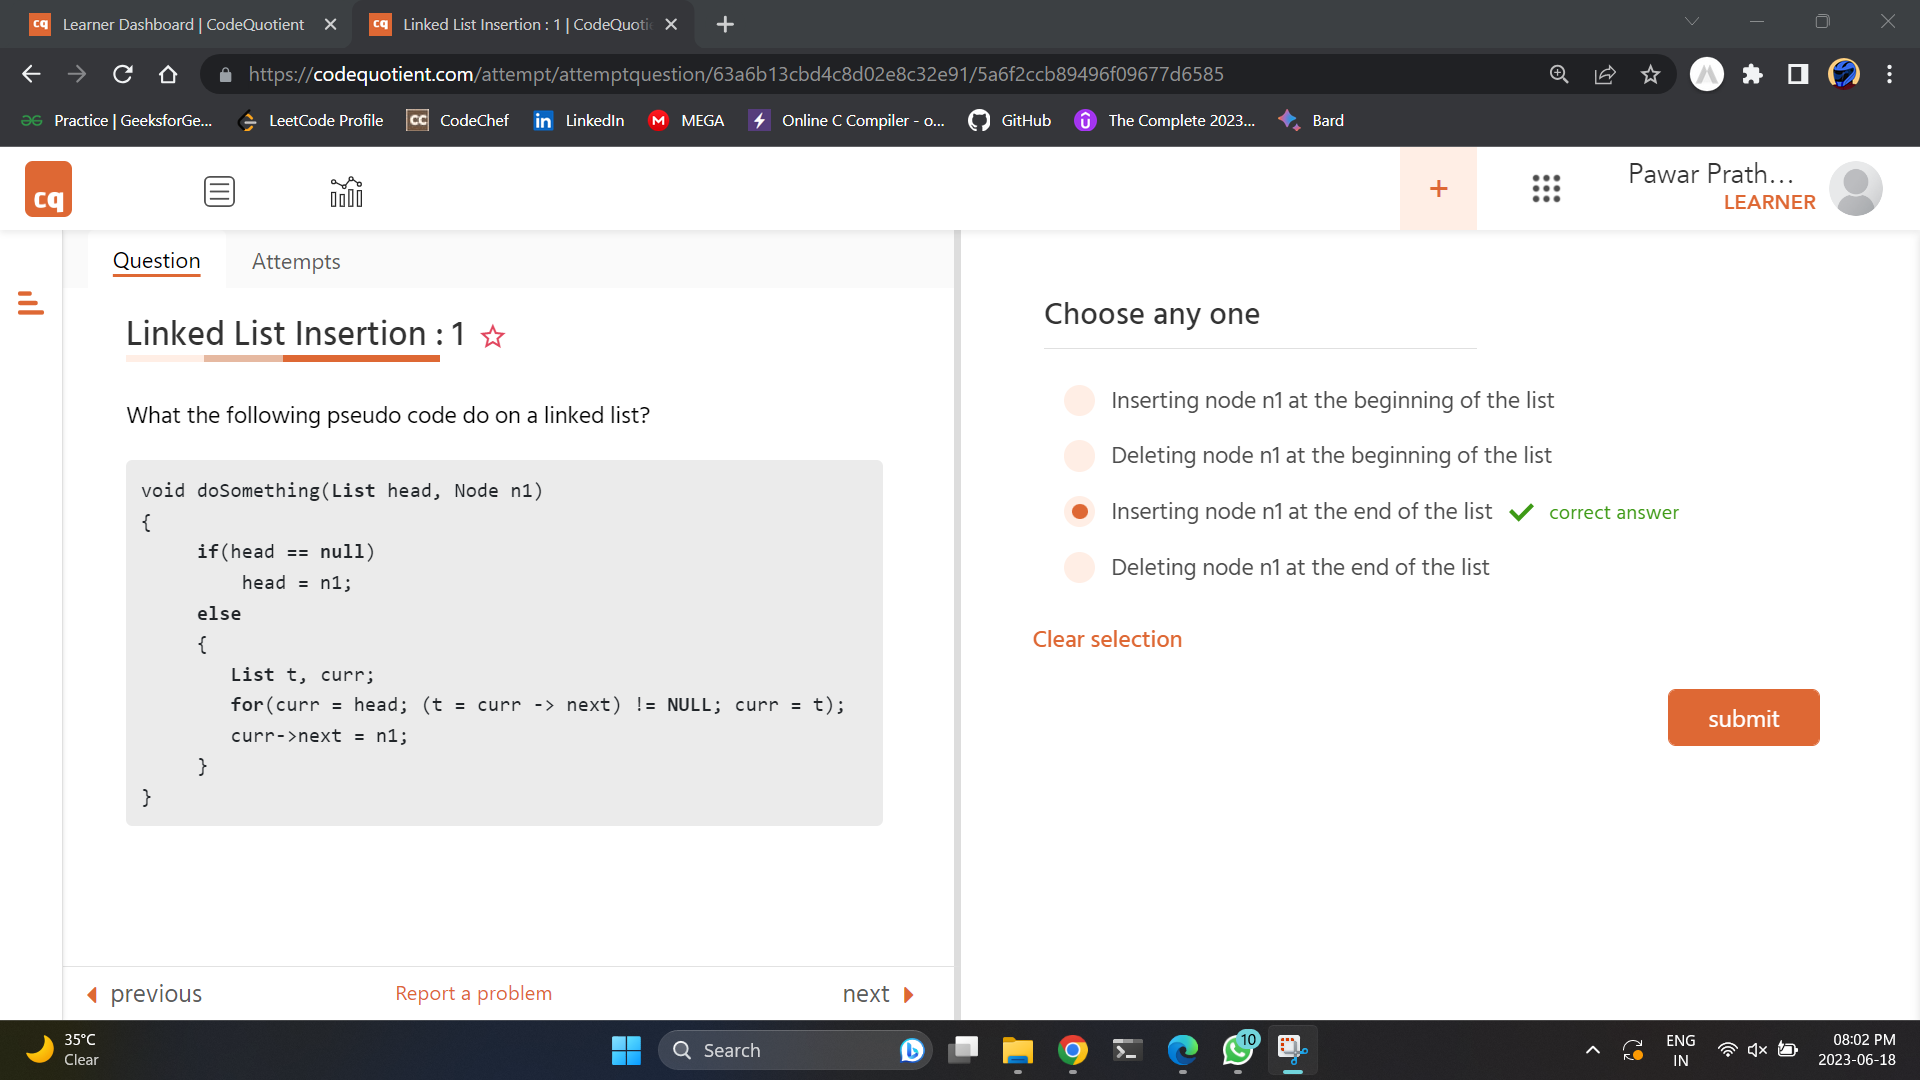 cq Learner Dashboard | CodeQuotient
cq Linked List Insertion : 1 | CodeQuoti
https://codequotient.com/attempt/attemptquestion/63a6b13cbd4c8d02e8c32e91/5a6f2ccb89496f09677d6585
Practice | GeeksforGe... LeetCode Profile CC CodeChef in LinkedIn M MEGA Online C Compiler - o... GitHub The Complete 2023... Bard
cq
+
Pawar Prath...
LEARNER
Question Attempts
Linked List Insertion : 1
What the following pseudo code do on a linked list?
void doSomething(List head, Node n1)
{
if(head == null)
head = n1;
else
{
List t, curr;
for(curr = head; (t = curr -> next) != NULL; curr = t);
curr->next = n1;
}
}
Choose any one
Inserting node n1 at the beginning of the list
Deleting node n1 at the beginning of the list
Inserting node n1 at the end of the list correct answer
Deleting node n1 at the end of the list
Clear selection
submit
previous Report a problem next
35°C
Clear
Search
10
ENG
IN
08:02 PM
2023-06-18